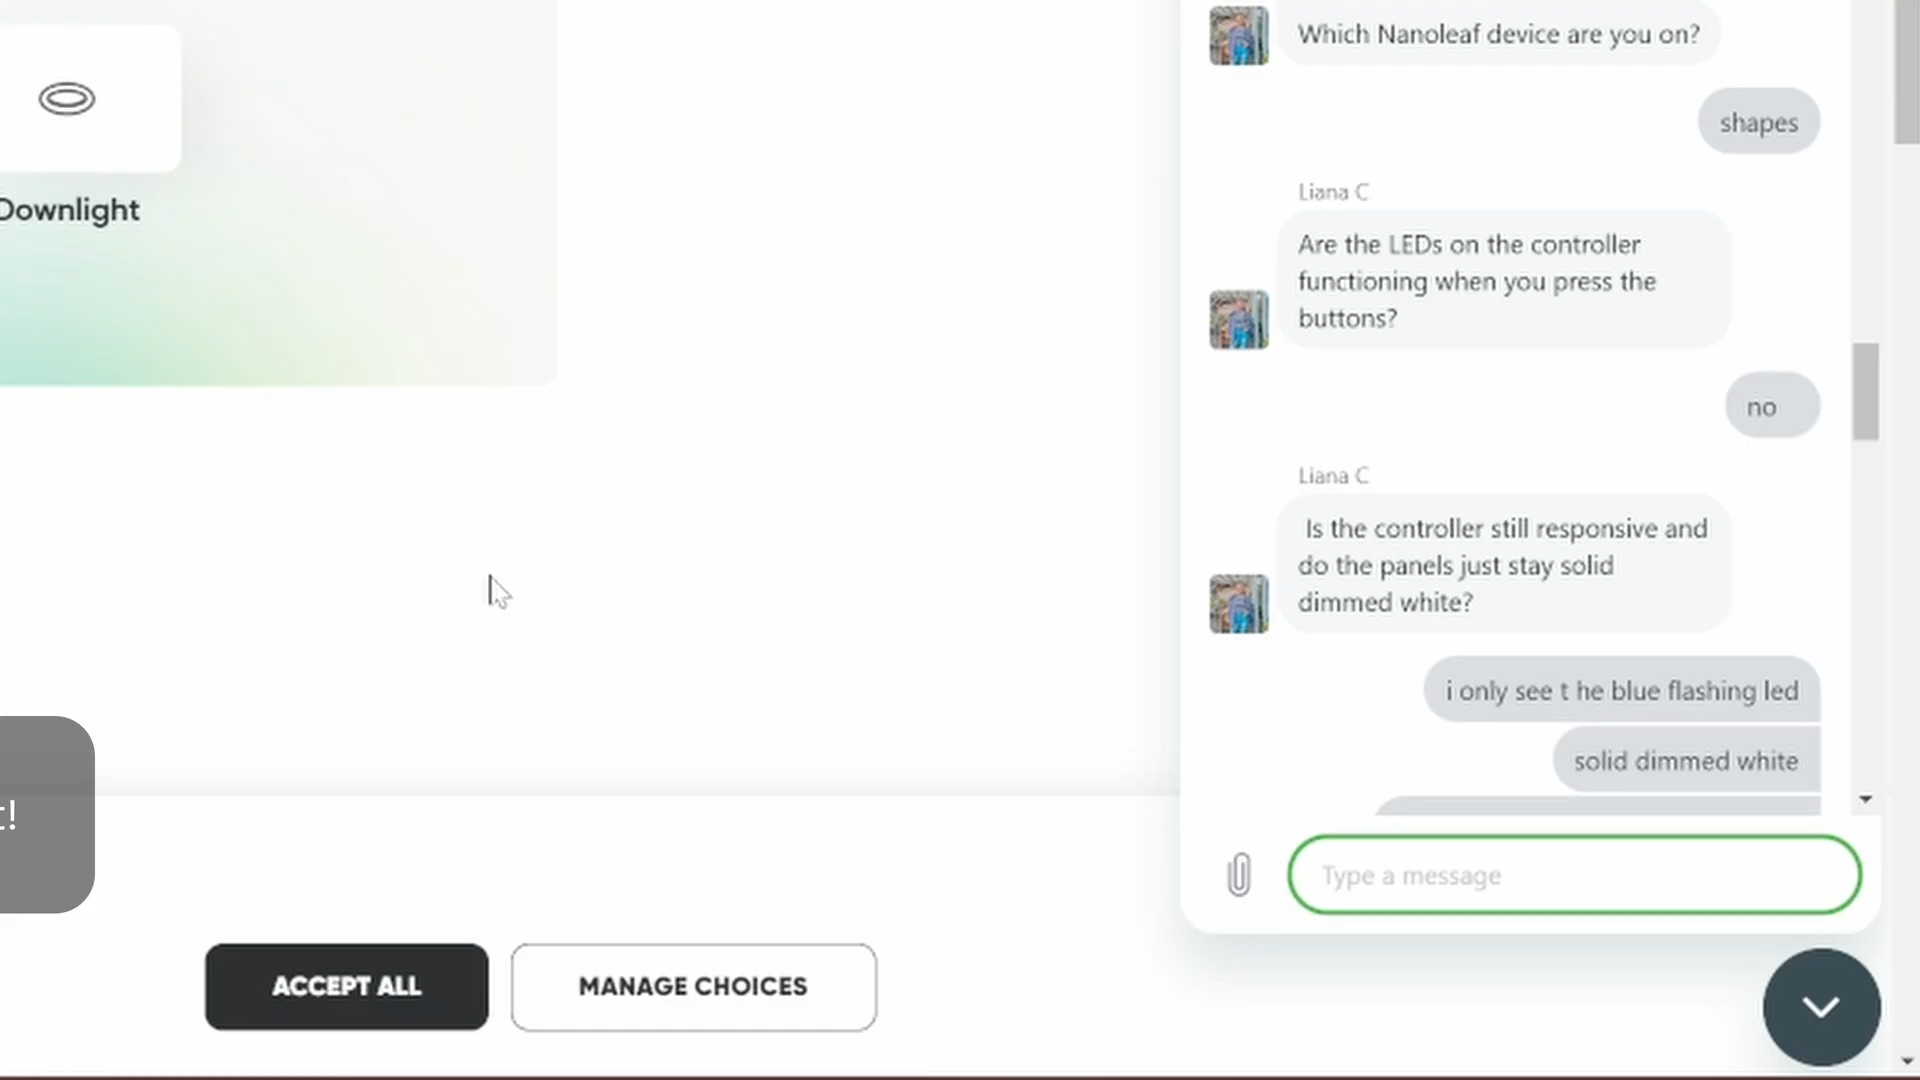 Which Nanoleaf device are you on?
shapes
Liana C
Are the LEDs on the controller
functioning when you press the
buttons?
no
Liana C
Is the controller still responsive and
do the panels just stay solid
dimmed white?
i only see t he blue flashing led
solid dimmed white
Type a message
Downlight
t!
ACCEPT ALL
MANAGE CHOICES